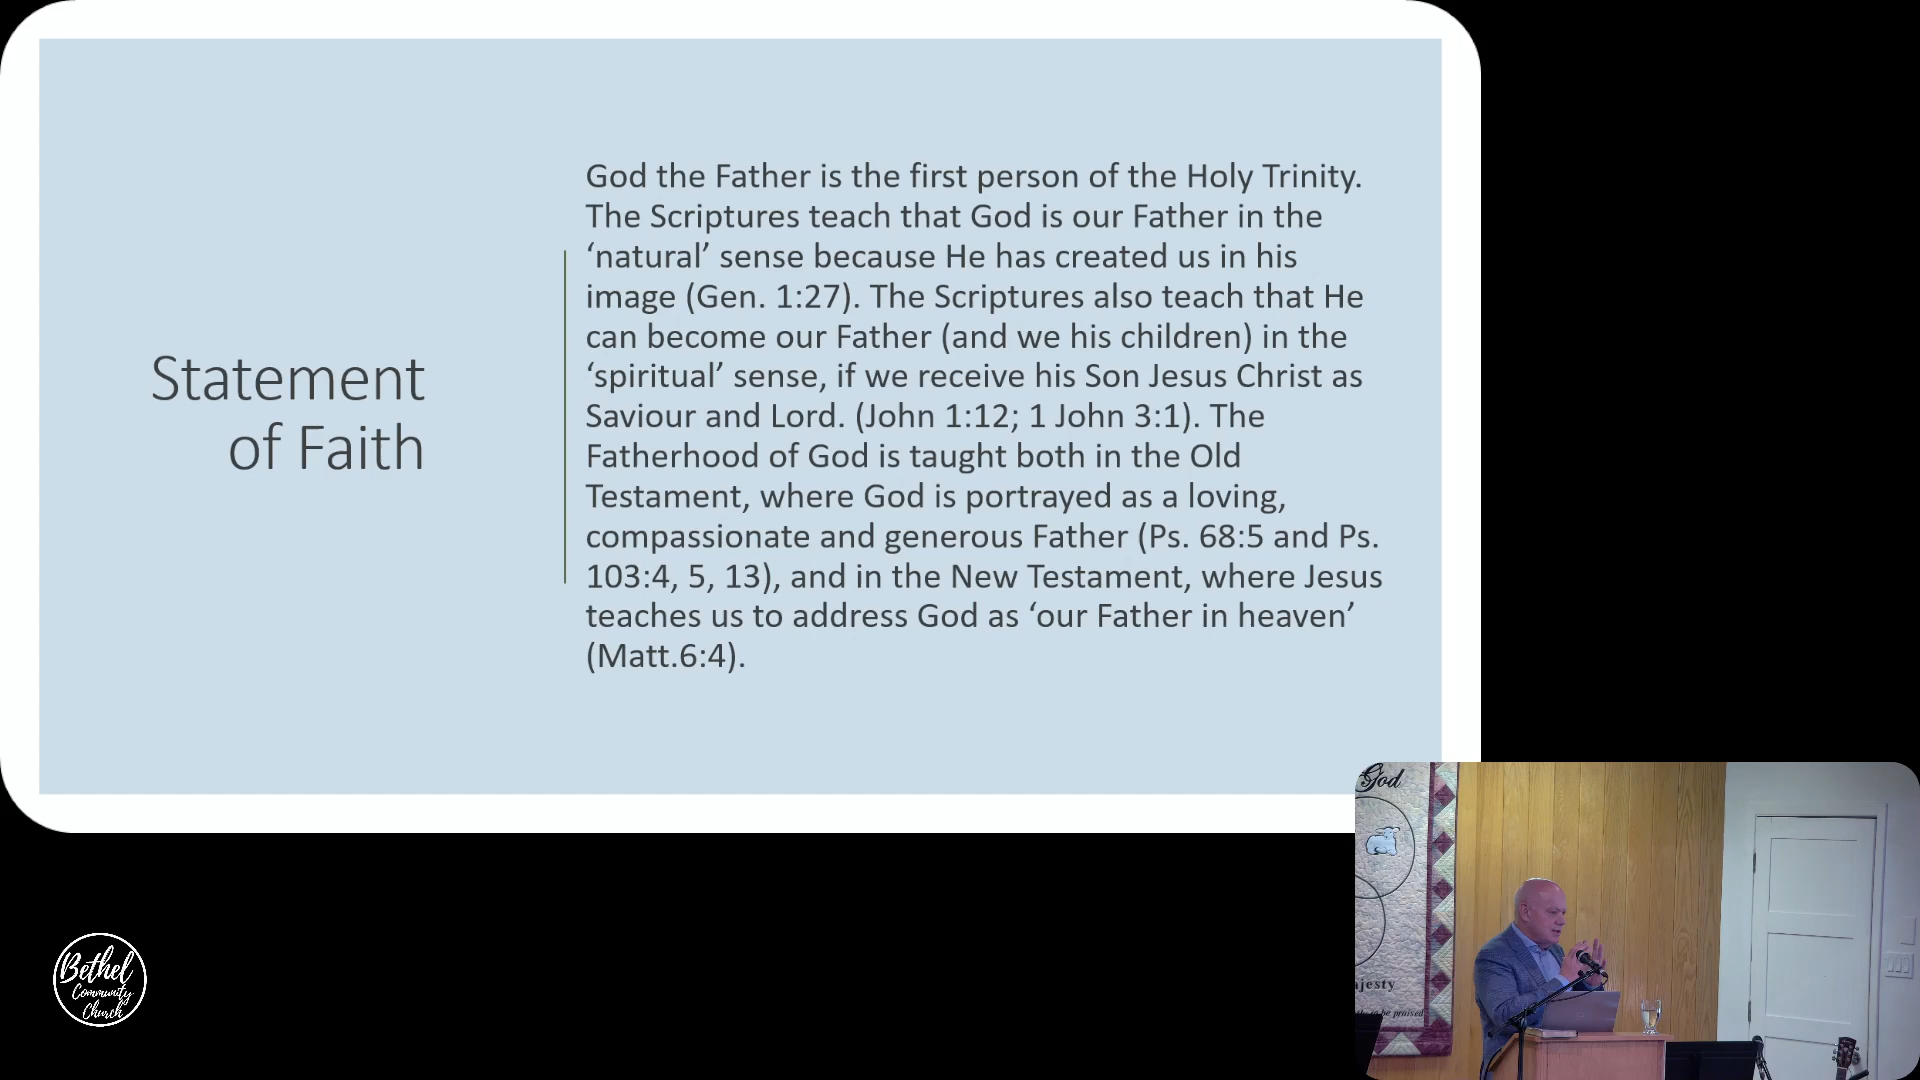 Statement
of Faith
God the Father is the first person of the Holy Trinity.
The Scriptures teach that God is our Father in the
‘natural’ sense because He has created us in his
image (Gen. 1:27). The Scriptures also teach that He
can become our Father (and we his children) in the
‘spiritual’ sense, if we receive his Son Jesus Christ as
Saviour and Lord. (John 1:12; 1 John 3:1). The
Fatherhood of God is taught both in the Old
Testament, where God is portrayed as a loving,
compassionate and generous Father (Ps. 68:5 and Ps.
103:4, 5, 13), and in the New Testament, where Jesus
teaches us to address God as ‘our Father in heaven’
(Matt.6:4).
God
ajesty
to be praised
Bethel
Community
Church